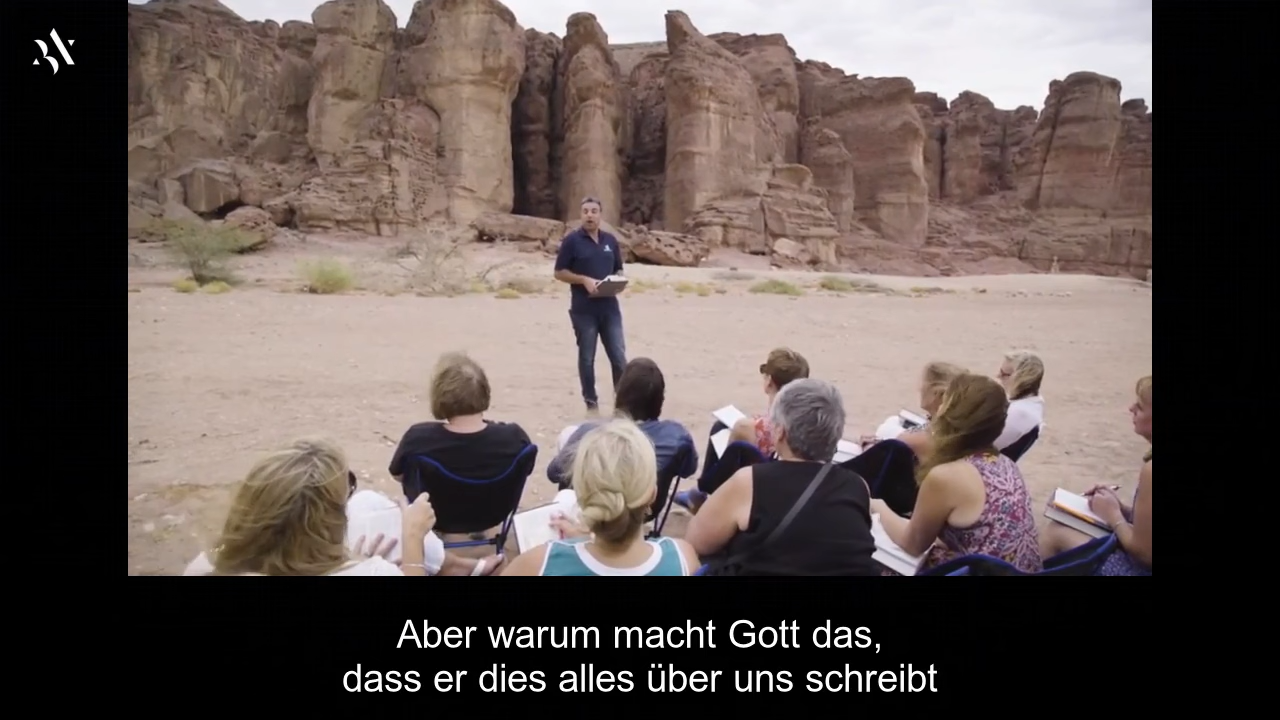 Aber warum macht Gott das,
dass er dies alles über uns schreibt